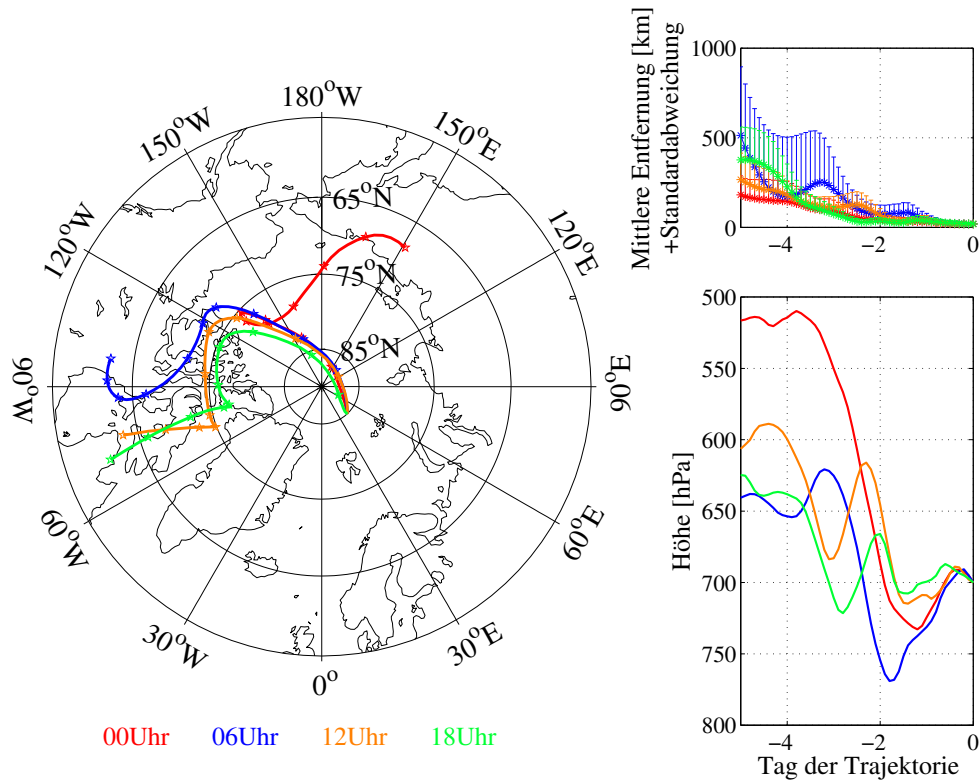 180°W
150°W
150°E
120°W
65°N
75°N
120°E
85°N
90°W
90°E
60°W
60°E
30°W
30°E
0°
00Uhr 06Uhr 12Uhr 18Uhr
Mittlere Entfernung [km]
+Standardabweichung
1000
500
0
−4 −2 0
Höhe [hPa]
500
550
600
650
700
750
800
−4 −2 0
Tag der Trajektorie